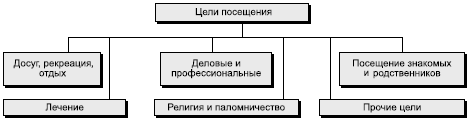 Цели посещения
Досуг, рекреация,
отдых
Деловые и
профессиональные
Посещение знакомых
и родственников
Лечение
Религия и паломничество
Прочие цели